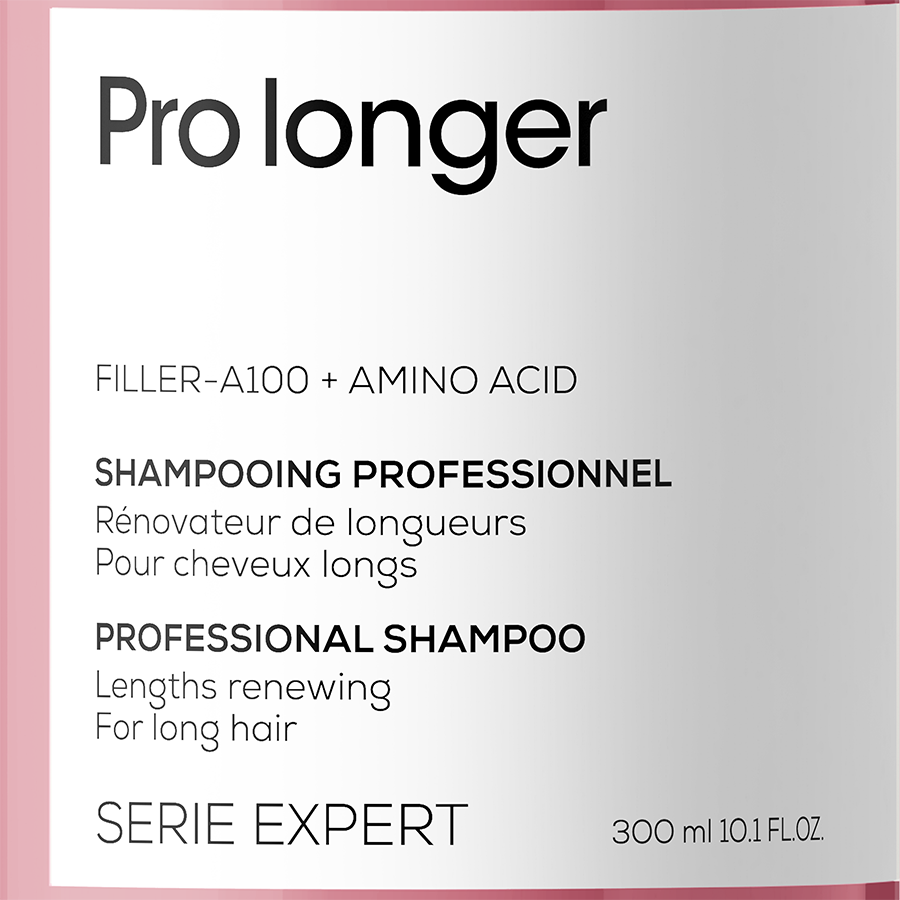 Pro longer
FILLER-A100 + AMINO ACID
SHAMPOOING PROFESSIONNEL
Rénovateur de longueurs
Pour cheveux longs
PROFESSIONAL SHAMPOO
Lengths renewing
For long hair
SERIE EXPERT
300 ml 10.1 FL.OZ.